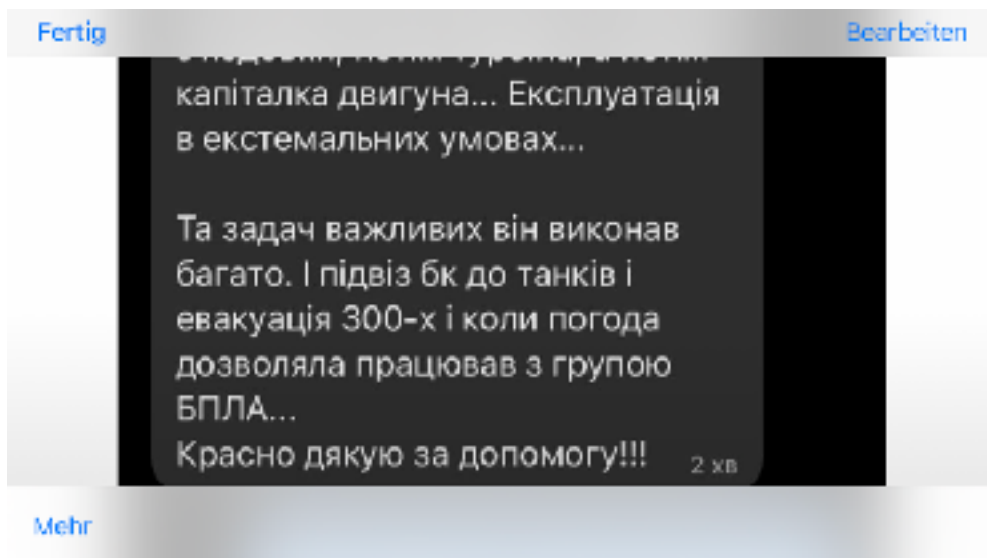 Fertig
Bearbeiten
капіталка двигуна... Експлуатація
в екстемальних умовах...
Та задач важливих він виконав
багато. І підвіз бк до танків і
евакуація 300-х і коли погода
дозволяла працював з групою
БПЛА...
Красно дякую за допомогу!!!
2 хв
Mehr